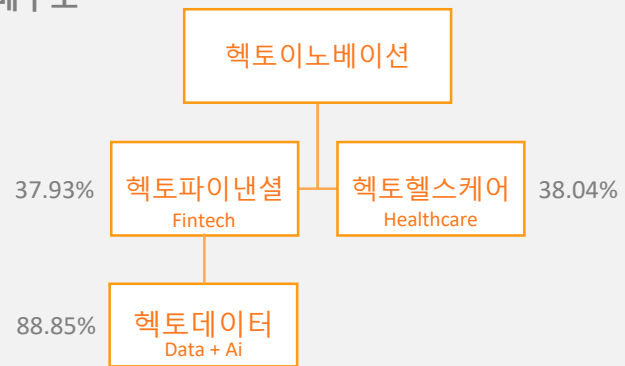 헥토이노베이션
37.93%
헥토파이낸셜
Fintech
헥토헬스케어
Healthcare
38.04%
88.85%
헥토데이터
Data + Ai